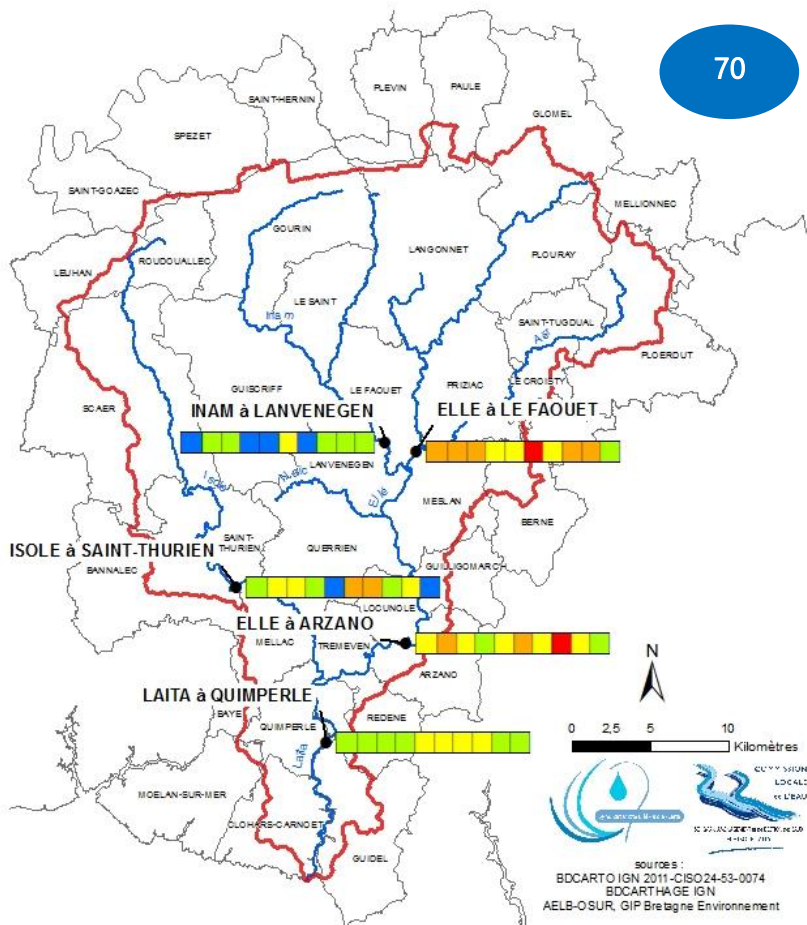 70
PLEVIN
PAULE
SAINT-HERNIN
GLOMEL
SPEZET
SAINT-GOAZEC
MELLIONNEC
GOURIN
LANGONNET
ROUDOUALLEC
PLOURAY
LEUHAN
LE SAINT
Inam
SAINT-TUGDUAL
Aër
PLOERDUT
GUISCRIFF
LE FAOUET
PRIZIAC
LE CROISTY
SCAER
INAM à LANVENEGEN
ELLE à LE FAOUET
LANVENEGEN
Isole
Naïc
Ellé
MESLAN
BERNE
ISOLE à SAINT-THURIEN
SAINT-
THURIEN
QUERRIEN
GUILLIGOMARCH
BANNALEC
LOCUNOLE
ELLE à ARZANO
MELLAC
TREMEVEN
ARZANO
N
LAITA à QUIMPERLE
BAYE
REDENE
QUIMPERLE
Laïta
0 2,5 5 10
Kilomètres
MOELAN-SUR-MER
CLOHARS-CARNOET
GUIDEL
COMMISSION
LOCALE
DE L'EAU
sources :
BDCARTO IGN 2011-CISO24-53-0074
BDCARTHAGE IGN
AELB-OSUR, GIP Bretagne Environnement